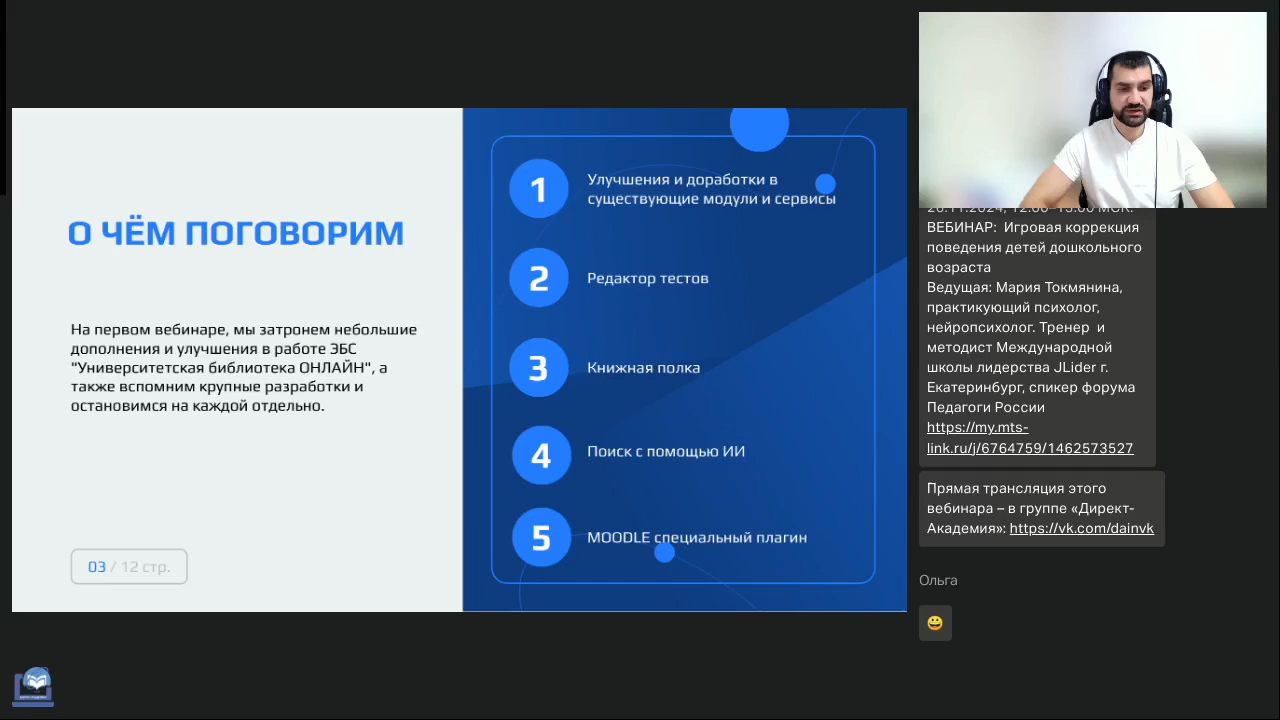 О ЧЁМ ПОГОВОРИМ
На первом вебинаре, мы затронем небольшие
дополнения и улучшения в работе ЭБС
"Университетская библиотека ОНЛАЙН", а
также вспомним крупные разработки и
остановимся на каждой отдельно.
03 / 12 стр.
1
Улучшения и доработки в
существующие модули и сервисы
2
Редактор тестов
3
Книжная полка
4
Поиск с помощью ИИ
5
MOODLE специальный плагин
ВЕБИНАР: Игровая коррекция
поведения детей дошкольного
возраста
Ведущая: Мария Токмянина,
практикующий психолог,
нейропсихолог. Тренер и
методист Международной
школы лидерства JLider г.
Екатеринбург, спикер форума
Педагоги России
https://my.mts-
link.ru/j/6764759/1462573527
Прямая трансляция этого
вебинара – в группе «Директ-
Академия»: https://vk.com/dainvk
Ольга
😀